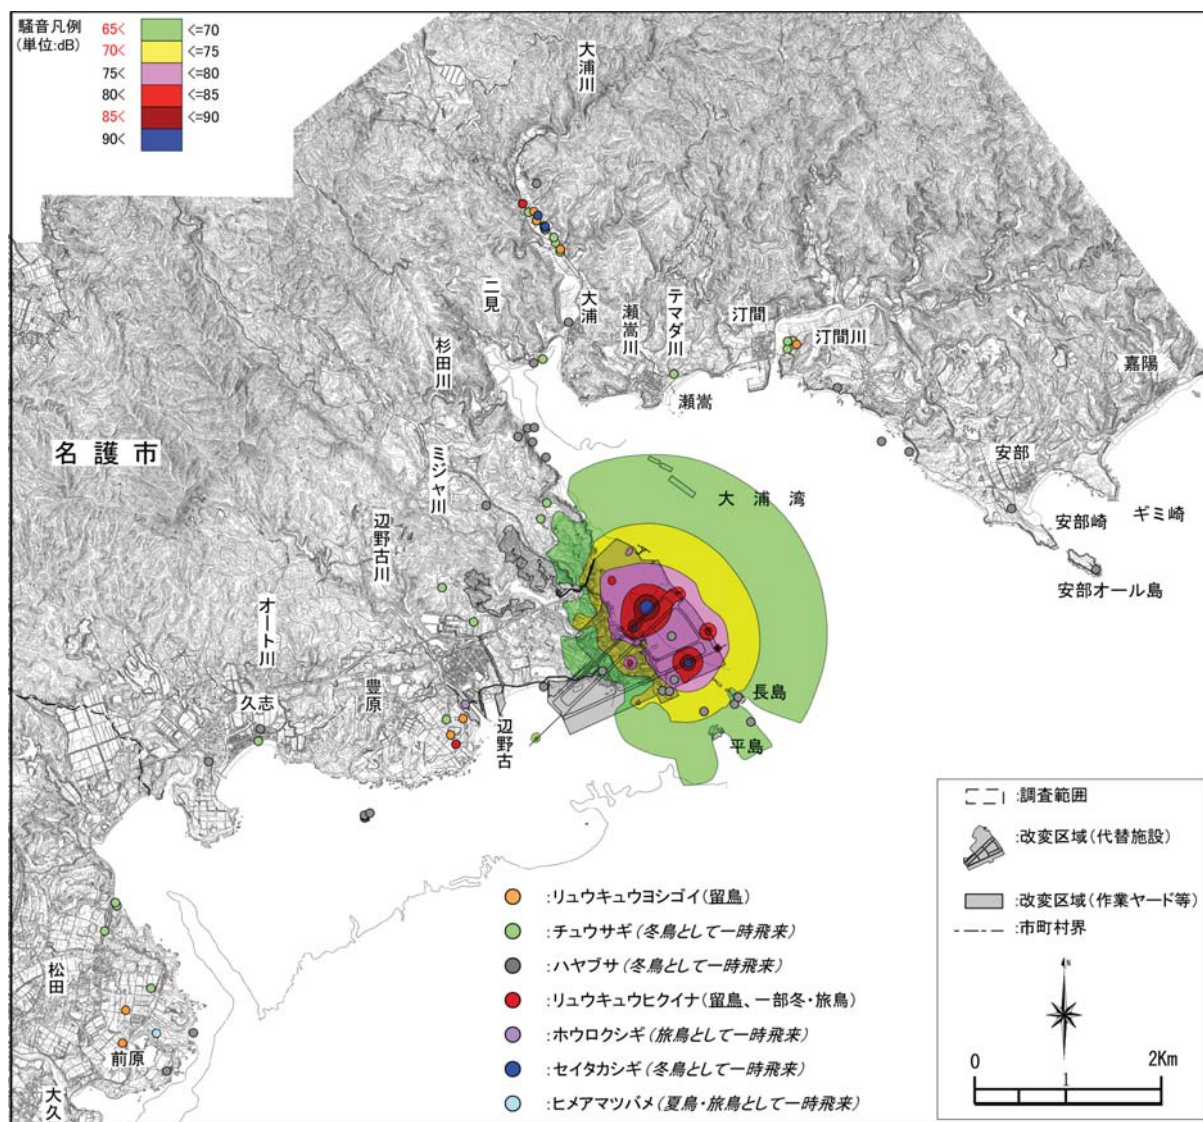 騒音凡例
(単位:dB)
65<
<=70
70<
<=75
75<
<=80
80<
<=85
85<
<=90
90<
大浦川
二見
大浦
瀬嵩川
テマダ川
汀間
汀間川
嘉陽
杉田川
瀬嵩
名護市
ミジャ川
安部
大浦湾
安部崎
ギミ崎
辺野古川
安部オール島
オート川
久志
豊原
辺野古
長島
平島
松田
前原
大久
:リュウキュウヨシゴイ(留鳥)
:チュウサギ(冬鳥として一時飛来)
:ハヤブサ(冬鳥として一時飛来)
:リュウキュウヒクイナ(留鳥、一部冬・旅鳥)
:ホウロクシギ(旅鳥として一時飛来)
:セイタカシギ(冬鳥として一時飛来)
:ヒメアマツバメ(夏鳥・旅鳥として一時飛来)
:調査範囲
:改変区域(代替施設)
:改変区域(作業ヤード等)
:市町村界
N
0
1
2Km